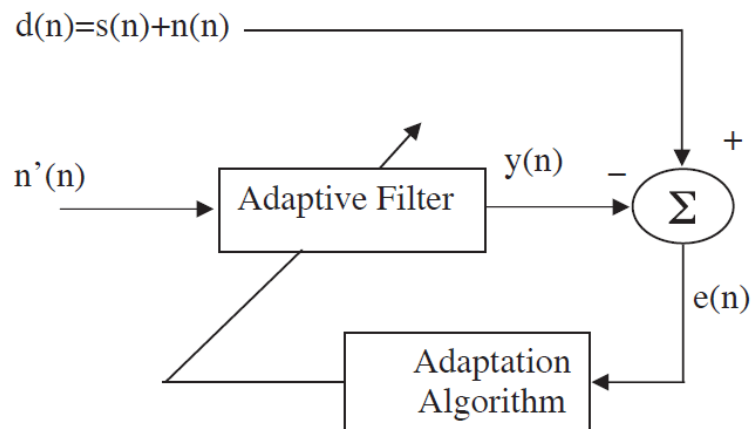 d(n)=s(n)+n(n)
+
n’(n)
Adaptive Filter
y(n)
−
Σ
e(n)
Adaptation
Algorithm